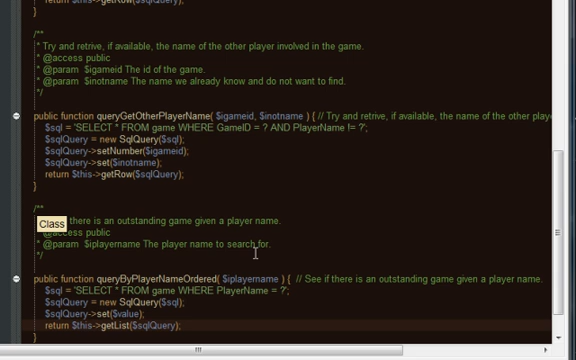 return $this->getRow($sqlQuery);
}
/**
* Try and retrive, if available, the name of the other player involved in the game.
* @access public
* @param $igameid The id of the game.
* @param $inotname The name we already know and do not want to find.
*/
public function queryGetOtherPlayerName( $igameid, $inotname ) { // Try and retrive, if available, the name of the other playe
$sql = 'SELECT * FROM game WHERE GameID = ? AND PlayerName != ?';
$sqlQuery = new SqlQuery($sql);
$sqlQuery->setNumber($igameid);
$sqlQuery->set($inotname);
return $this->getRow($sqlQuery);
}
/**
there is an outstanding game given a player name.
Class
@access public
* @param $iplayername The player name to search for.
*/
public function queryByPlayerNameOrdered( $iplayername ) { // See if there is an outstanding game given a player name.
$sql = 'SELECT * FROM game WHERE PlayerName = ?';
$sqlQuery = new SqlQuery($sql);
$sqlQuery->set($value);
return $this->getList($sqlQuery);
}